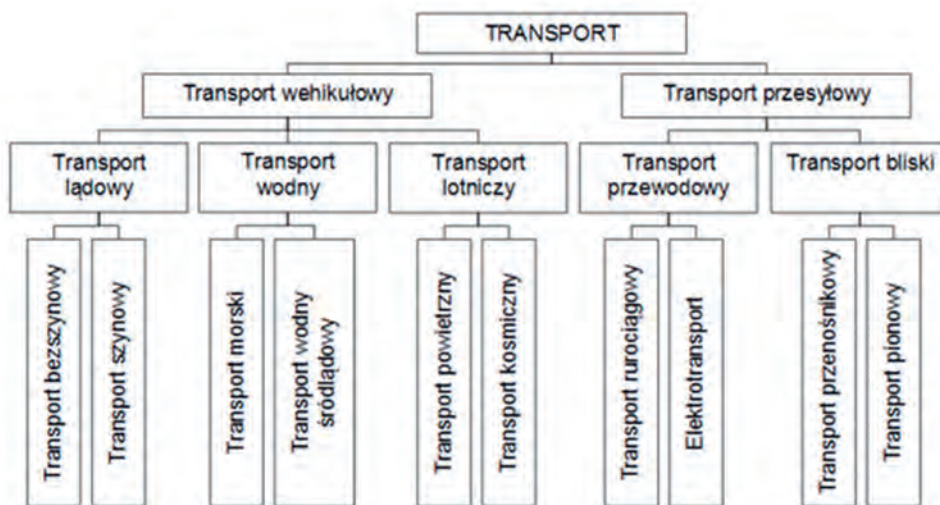 TRANSPORT
Transport wehikułowy
Transport przesyłowy
Transport
lądowy
Transport
wodny
Transport
lotniczy
Transport
przewodowy
Transport bliski
Transport bezszynowy
Transport szynowy
Transport morski
Transport wodny
śródlądowy
Transport powietrzny
Transport kosmiczny
Transport rurociągowy
Elektrotransport
Transport przenośnikowy
Transport pionowy